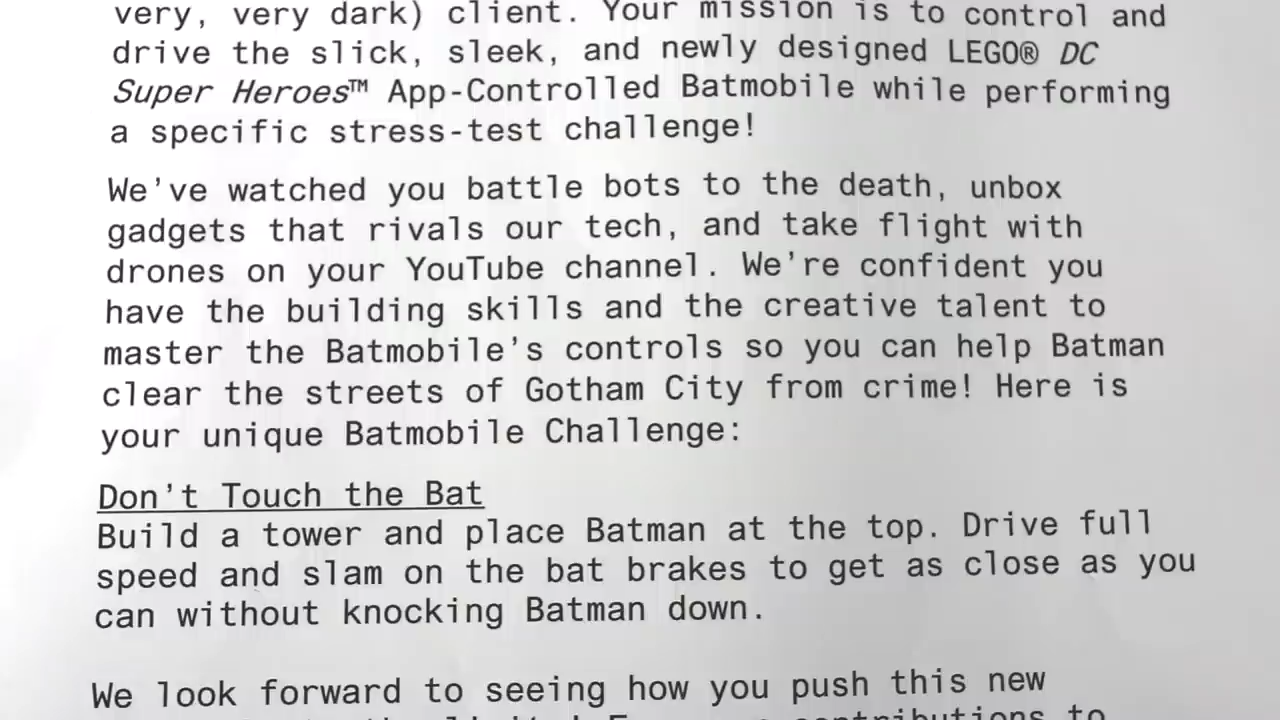 very, very dark) client. Your mission is to control and
drive the slick, sleek, and newly designed LEGO® DC
Super Heroes™ App-Controlled Batmobile while performing
a specific stress-test challenge!
We've watched you battle bots to the death, unbox
gadgets that rivals our tech, and take flight with
drones on your YouTube channel. We're confident you
have the building skills and the creative talent to
master the Batmobile's controls so you can help Batman
clear the streets of Gotham City from crime! Here is
your unique Batmobile Challenge:
Don't Touch the Bat
Build a tower and place Batman at the top. Drive full
speed and slam on the bat brakes to get as close as you
can without knocking Batman down.
We look forward to seeing how you push this new
contributions to